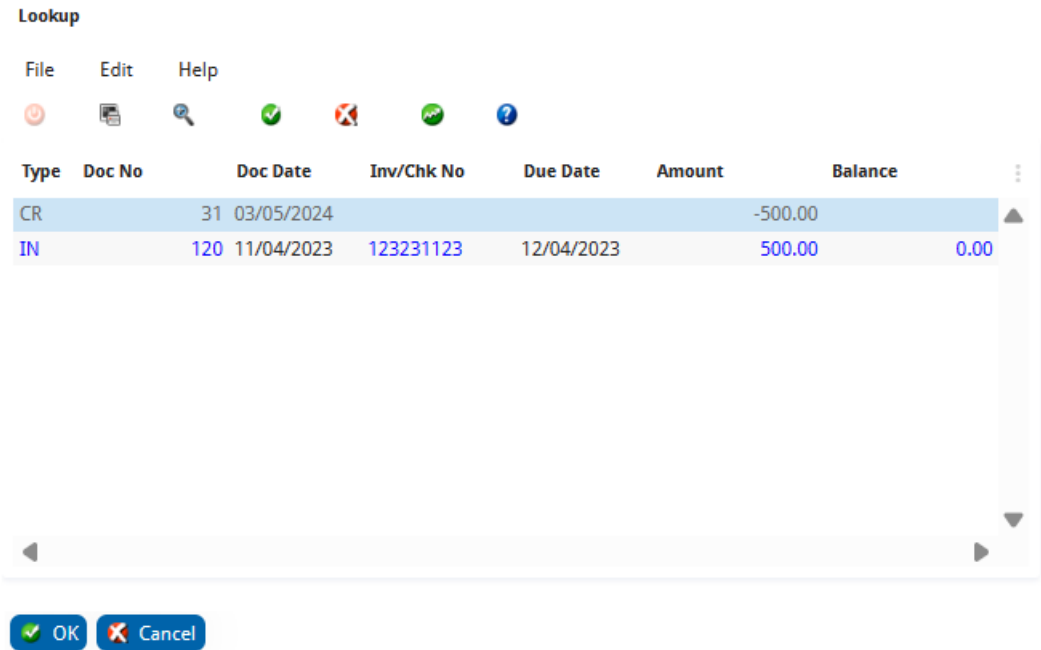 Lookup
File Edit Help
Type Doc No Doc Date Inv/Chk No Due Date Amount Balance
CR 31 03/05/2024 -500.00
IN 120 11/04/2023 123231123 12/04/2023 500.00 0.00
OK Cancel